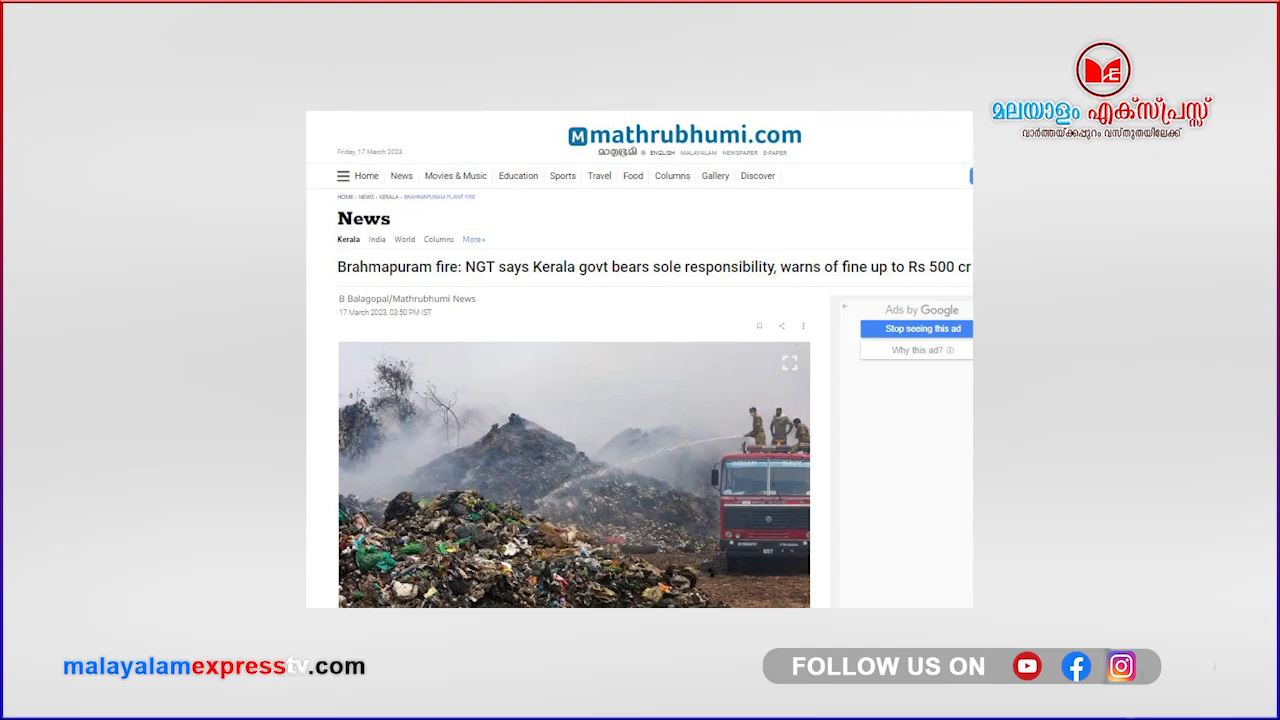 മലയാളം എക്സ്പ്രസ്സ്
വാർത്തയ്ക്കപ്പുറം വസ്തുതയിലേക്ക്
mathrubhumi.com
Friday, 17 March 2023
മാതൃഭൂമി ENGLISH MALAYALAM NEWSPAPER E-PAPER
Home News Movies & Music Education Sports Travel Food Columns Gallery Discover
HOME › NEWS › KERALA › BRAHMAPURAM PLANT FIRE
News
Kerala India World Columns More+
Brahmapuram fire: NGT says Kerala govt bears sole responsibility, warns of fine up to Rs 500 cr
B Balagopal/Mathrubhumi News
17 March 2023, 03:50 PM IST
Ads by Google
Stop seeing this ad
Why this ad?
INDIAN NAVY
malayalamexpresstv.com
FOLLOW US ON